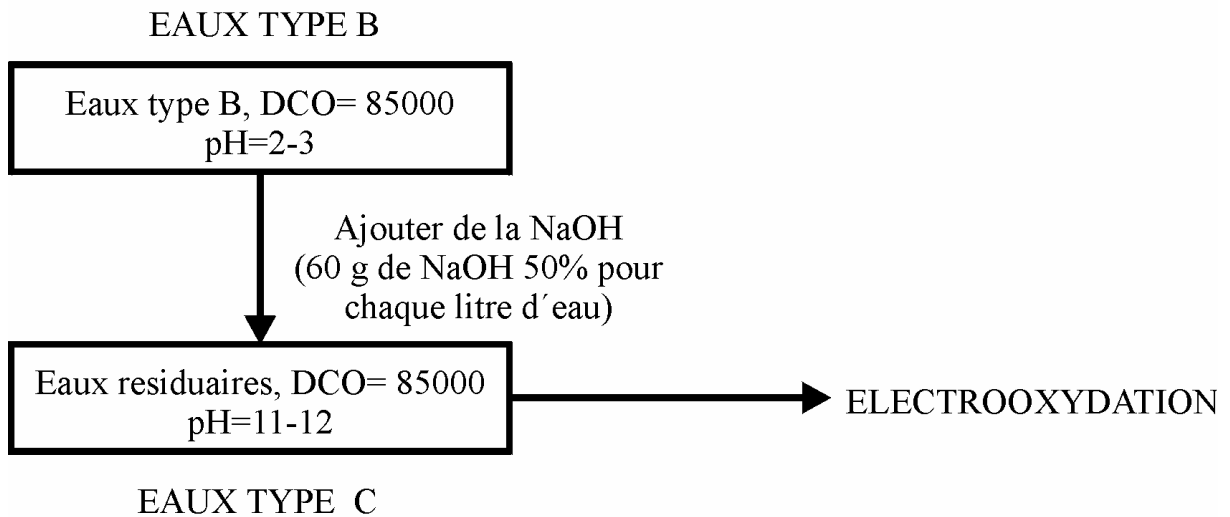 EAUX TYPE B
Eaux type B, DCO= 85000
pH=2-3
Ajouter de la NaOH
(60 g de NaOH 50% pour
chaque litre d´eau)
Eaux residuaires, DCO= 85000
pH=11-12
ELECTROOXYDATION
EAUX TYPE C